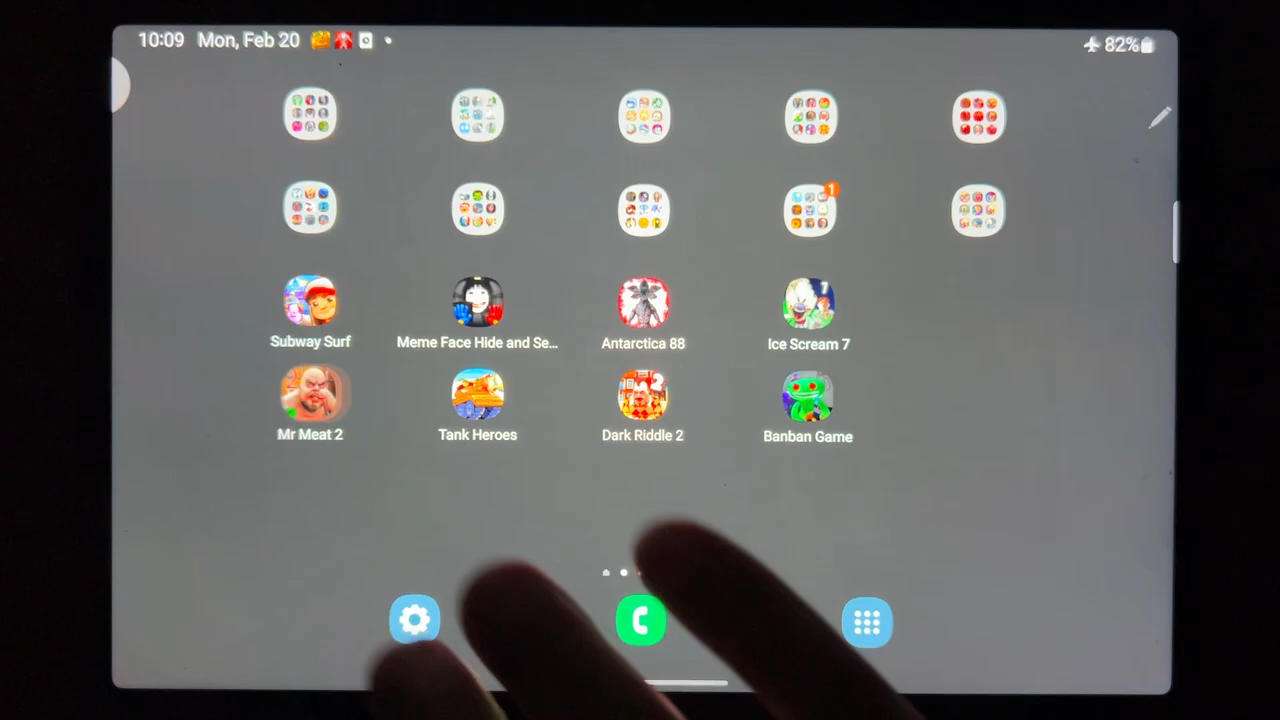 10:09 Mon, Feb 20 82%
1
Subway Surf Meme Face Hide and Se... Antarctica 88 Ice Scream 7
Mr Meat 2 Tank Heroes Dark Riddle 2 Banban Game